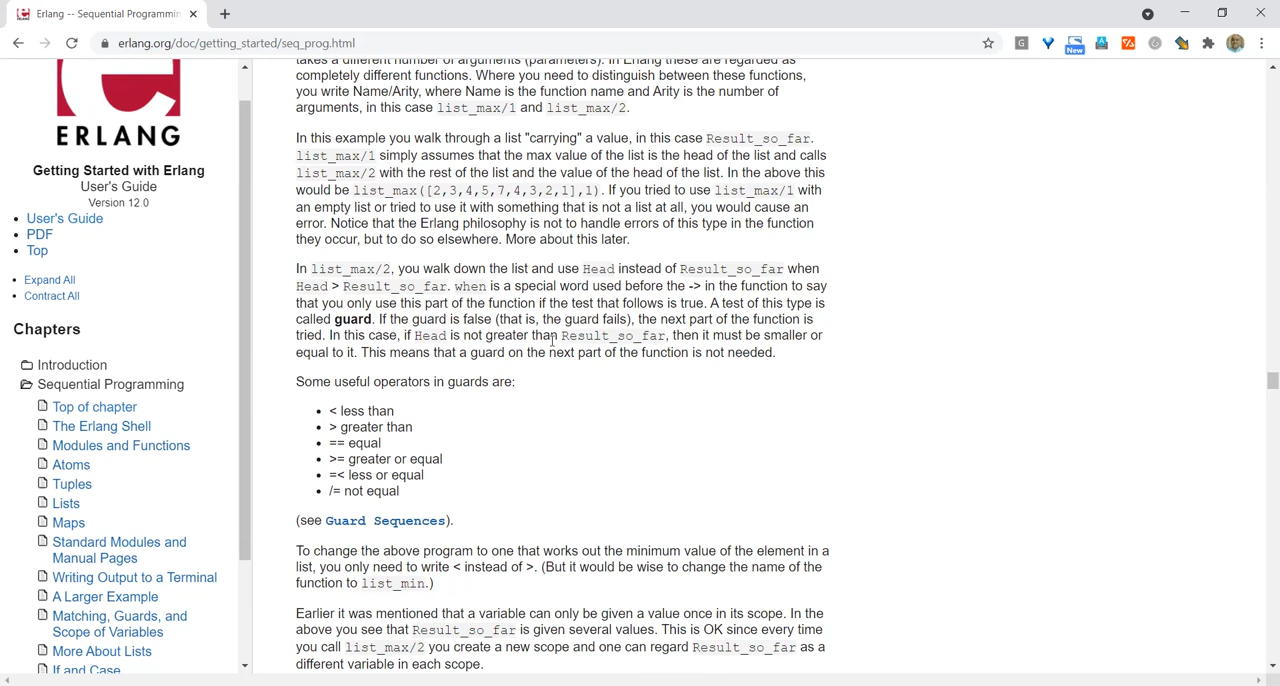 Erlang -- Sequential Programmin
erlang.org/doc/getting_started/seq_prog.html
New
ERLANG
Getting Started with Erlang
User's Guide
Version 12.0
User's Guide
PDF
Top
Expand All
Contract All
Chapters
Introduction
Sequential Programming
Top of chapter
The Erlang Shell
Modules and Functions
Atoms
Tuples
Lists
Maps
Standard Modules and
Manual Pages
Writing Output to a Terminal
A Larger Example
Matching, Guards, and
Scope of Variables
More About Lists
If and Case
takes a different number of arguments (parameters). In Erlang these are regarded as
completely different functions. Where you need to distinguish between these functions,
you write Name/Arity, where Name is the function name and Arity is the number of
arguments, in this case list_max/1 and list_max/2.
In this example you walk through a list "carrying" a value, in this case Result_so_far.
list_max/1 simply assumes that the max value of the list is the head of the list and calls
list_max/2 with the rest of the list and the value of the head of the list. In the above this
would be list_max([2,3,4,5,7,4,3,2,1],1). If you tried to use list_max/1 with
an empty list or tried to use it with something that is not a list at all, you would cause an
error. Notice that the Erlang philosophy is not to handle errors of this type in the function
they occur, but to do so elsewhere. More about this later.
In list_max/2, you walk down the list and use Head instead of Result_so_far when
Head > Result_so_far. when is a special word used before the -> in the function to say
that you only use this part of the function if the test that follows is true. A test of this type is
called guard. If the guard is false (that is, the guard fails), the next part of the function is
tried. In this case, if Head is not greater than Result_so_far, then it must be smaller or
equal to it. This means that a guard on the next part of the function is not needed.
Some useful operators in guards are:
< less than
> greater than
== equal
>= greater or equal
=< less or equal
/= not equal
(see Guard Sequences).
To change the above program to one that works out the minimum value of the element in a
list, you only need to write < instead of >. (But it would be wise to change the name of the
function to list_min.)
Earlier it was mentioned that a variable can only be given a value once in its scope. In the
above you see that Result_so_far is given several values. This is OK since every time
you call list_max/2 you create a new scope and one can regard Result_so_far as a
different variable in each scope.